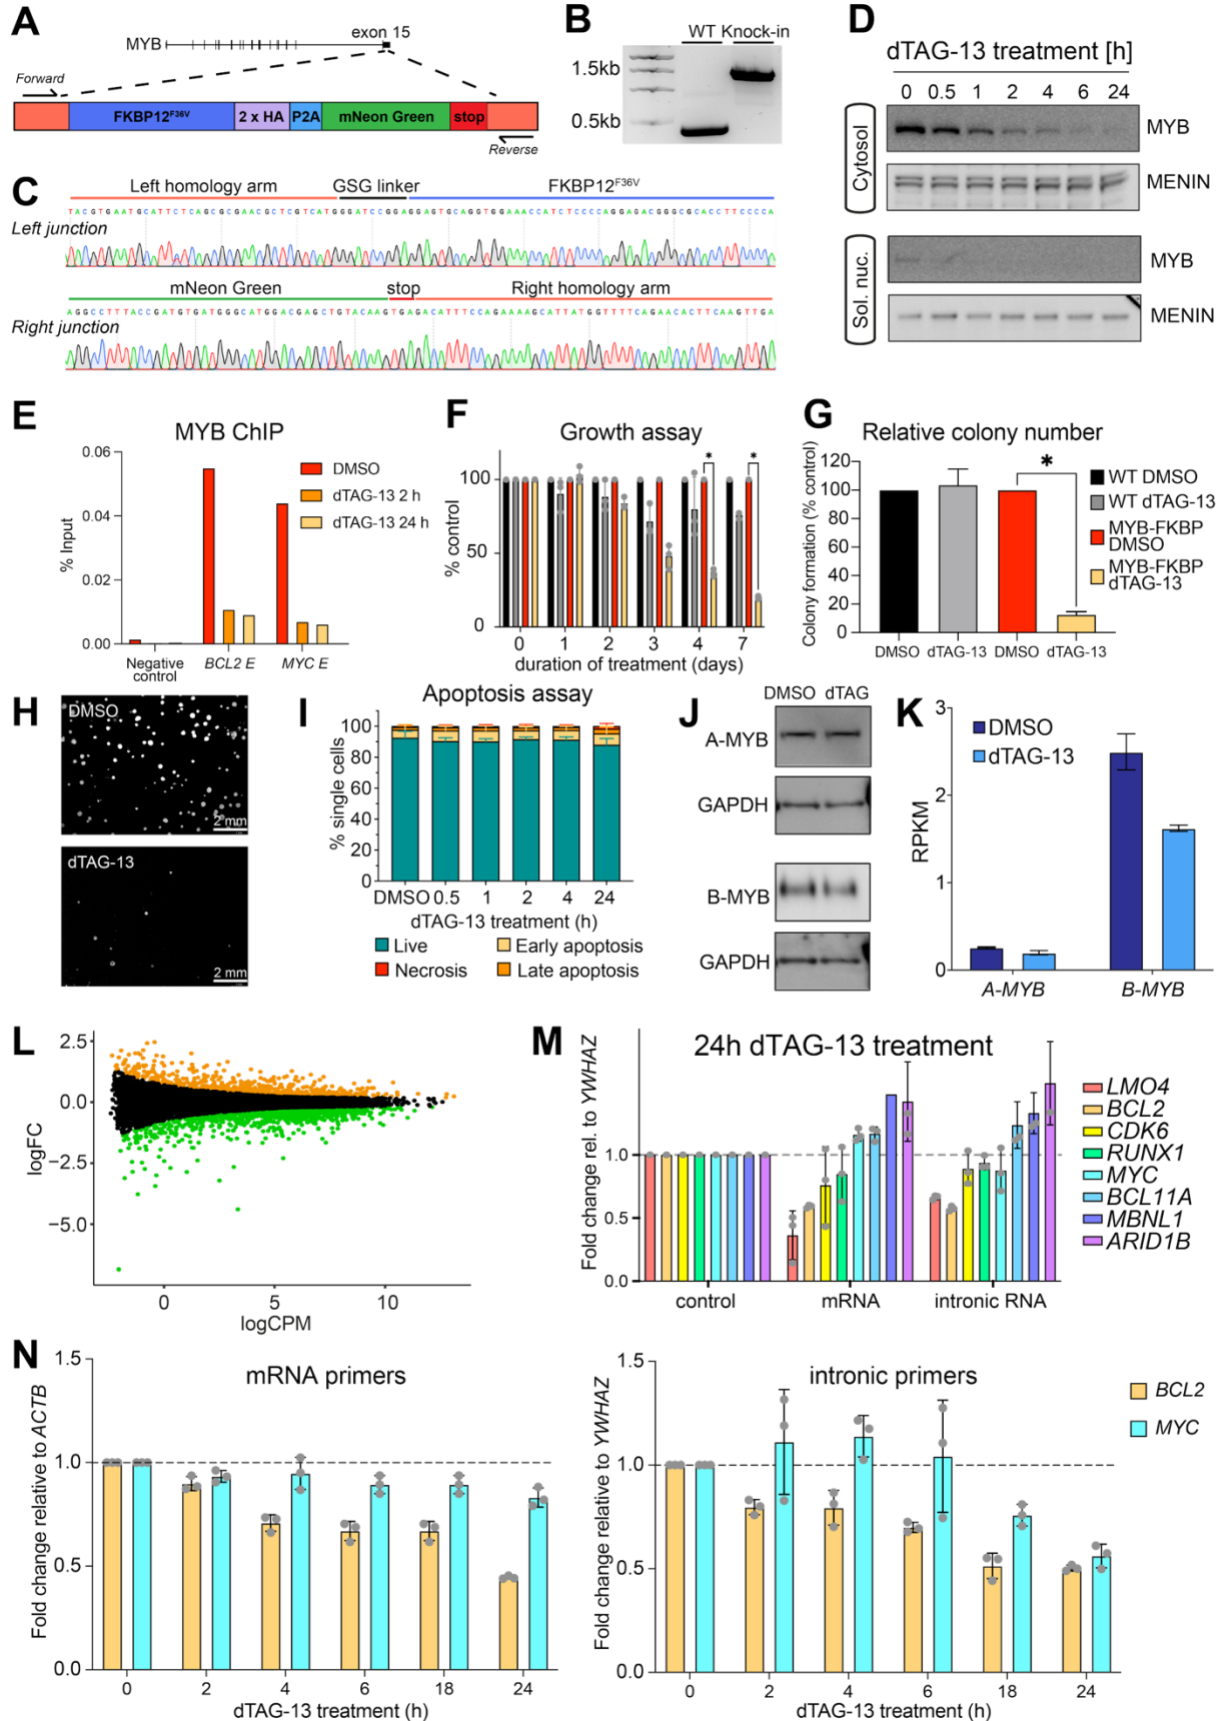 A
MYB
exon 15
Forward
FKBP12F36V
2 x HA
P2A
mNeon Green
stop
Reverse
B
WT Knock-in
1.5kb
0.5kb
C
Left homology arm
GSG linker
FKBP12F36V
Left junction
mNeon Green
stop
Right homology arm
Right junction
D
dTAG-13 treatment [h]
0 0.5 1 2 4 6 24
Cytosol
MYB
MENIN
Sol. nuc.
MYB
MENIN
E
MYB ChIP
% Input
0.06
0.04
0.02
0.00
DMSO
dTAG-13 2 h
dTAG-13 24 h
Negative control
BCL2 E
MYC E
F
Growth assay
% control
100
50
0
*
*
0 1 2 3 4 7
duration of treatment (days)
G
Relative colony number
Colony formation (% control)
120
100
80
60
40
20
0
*
DMSO dTAG-13 DMSO dTAG-13
WT DMSO
WT dTAG-13
MYB-FKBP
DMSO
MYB-FKBP
dTAG-13
H
DMSO
2 mm
dTAG-13
2 mm
I
Apoptosis assay
% single cells
100
80
60
40
20
0
DMSO 0.5 1 2 4 24
dTAG-13 treatment (h)
Live
Early apoptosis
Necrosis
Late apoptosis
J
DMSO dTAG
A-MYB
GAPDH
B-MYB
GAPDH
K
RPKM
3
2
1
0
DMSO
dTAG-13
A-MYB
B-MYB
L
logFC
2.5
0.0
−2.5
−5.0
0 5 10
logCPM
M
24h dTAG-13 treatment
Fold change rel. to YWHAZ
1.0
0.5
0.0
control
mRNA
intronic RNA
LMO4
BCL2
CDK6
RUNX1
MYC
BCL11A
MBNL1
ARID1B
N
mRNA primers
Fold change relative to ACTB
1.5
1.0
0.5
0.0
0 2 4 6 18 24
dTAG-13 treatment (h)
intronic primers
Fold change relative to YWHAZ
1.5
1.0
0.5
0.0
0 2 4 6 18 24
dTAG-13 treatment (h)
BCL2
MYC